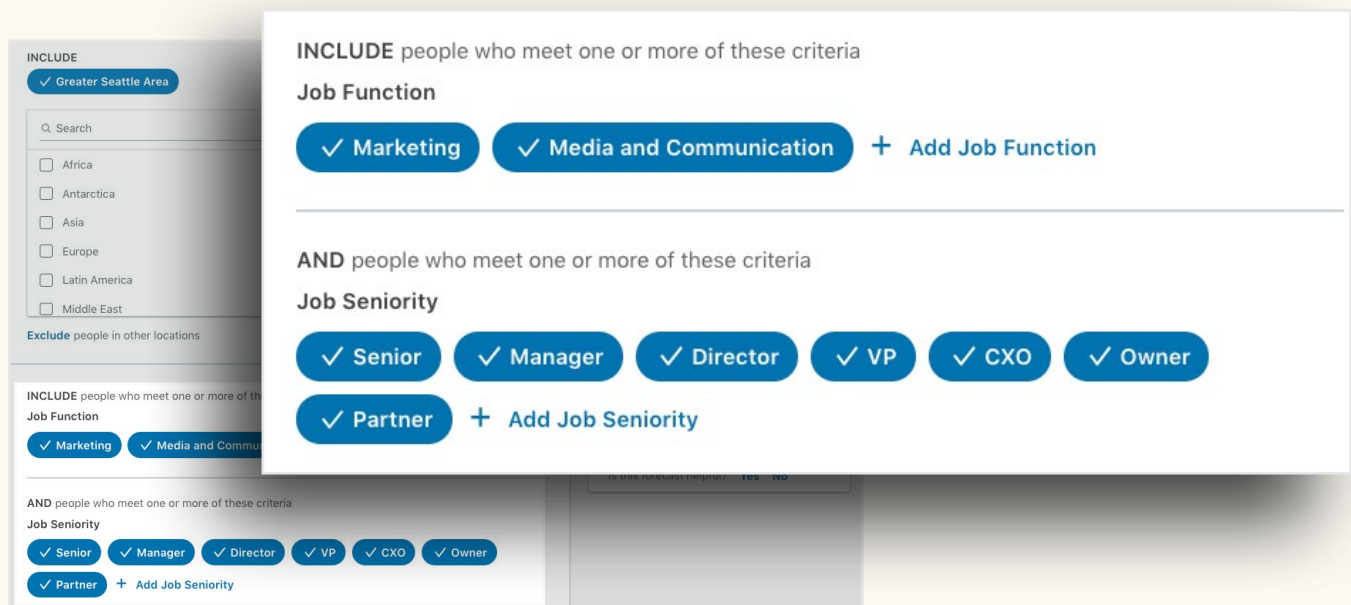 INCLUDE
✓ Greater Seattle Area
Search
Africa
Antarctica
Asia
Europe
Latin America
Middle East
Exclude people in other locations
INCLUDE people who meet one or more of
Job Function
✓ Marketing ✓ Media and
AND people who meet one or more of these criteria
Job Seniority
✓ Senior ✓ Manager ✓ Director ✓ VP ✓ CXO ✓ Owner
✓ Partner + Add Job Seniority
INCLUDE people who meet one or more of these criteria
Job Function
✓ Marketing ✓ Media and Communication + Add Job Function
AND people who meet one or more of these criteria
Job Seniority
✓ Senior ✓ Manager ✓ Director ✓ VP ✓ CXO ✓ Owner
✓ Partner + Add Job Seniority
Is this forecast helpful? Yes No